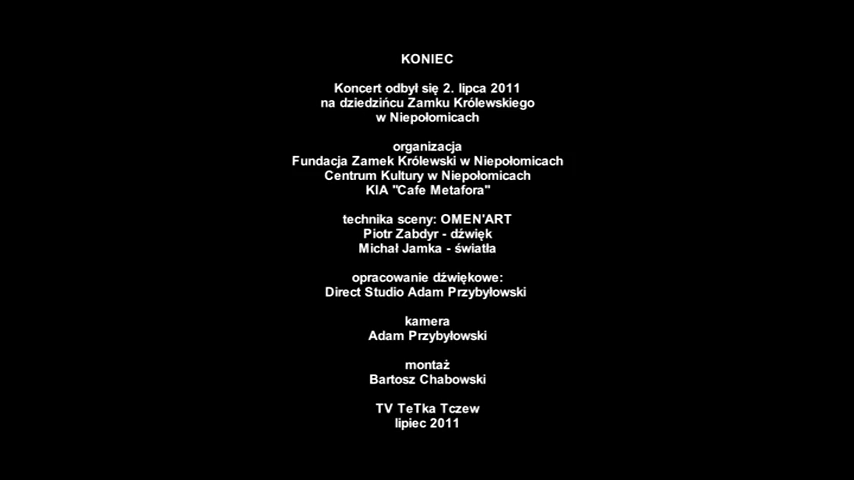 KONIEC
Koncert odbył się 2. lipca 2011
na dziedzińcu Zamku Królewskiego
w Niepołomicach
organizacja
Fundacja Zamek Królewski w Niepołomicach
Centrum Kultury w Niepołomicach
KIA "Cafe Metafora"
technika sceny: OMEN'ART
Piotr Zabdyr - dźwięk
Michał Jamka - światła
opracowanie dźwiękowe:
Direct Studio Adam Przybyłowski
kamera
Adam Przybyłowski
montaż
Bartosz Chabowski
TV TeTka Tczew
lipiec 2011